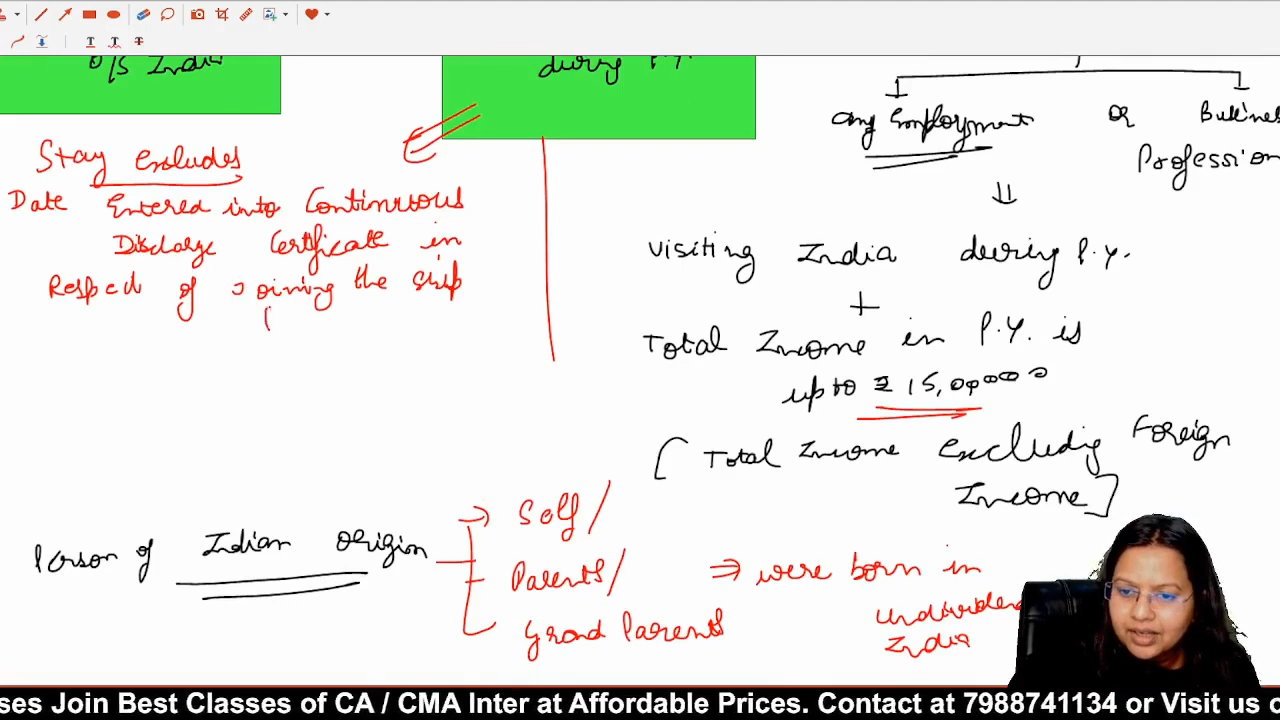 o/s India
during P.Y.
any Employment or Business
Profession
Stay excludes
Date Entered into Continuous
Discharge Certificate in
Respect of joining the ship
visiting India during P.Y.
+
Total Income in P.Y. is
upto ₹ 15,00,000
[Total Income excluding Foreign
Income]
Person of Indian origin
Self/
Parents/
Grand Parents
⇒ were born in
undivided
India
ses Join Best Classes of CA / CMA Inter at Affordable Prices. Contact at 7988741134 or Visit us o